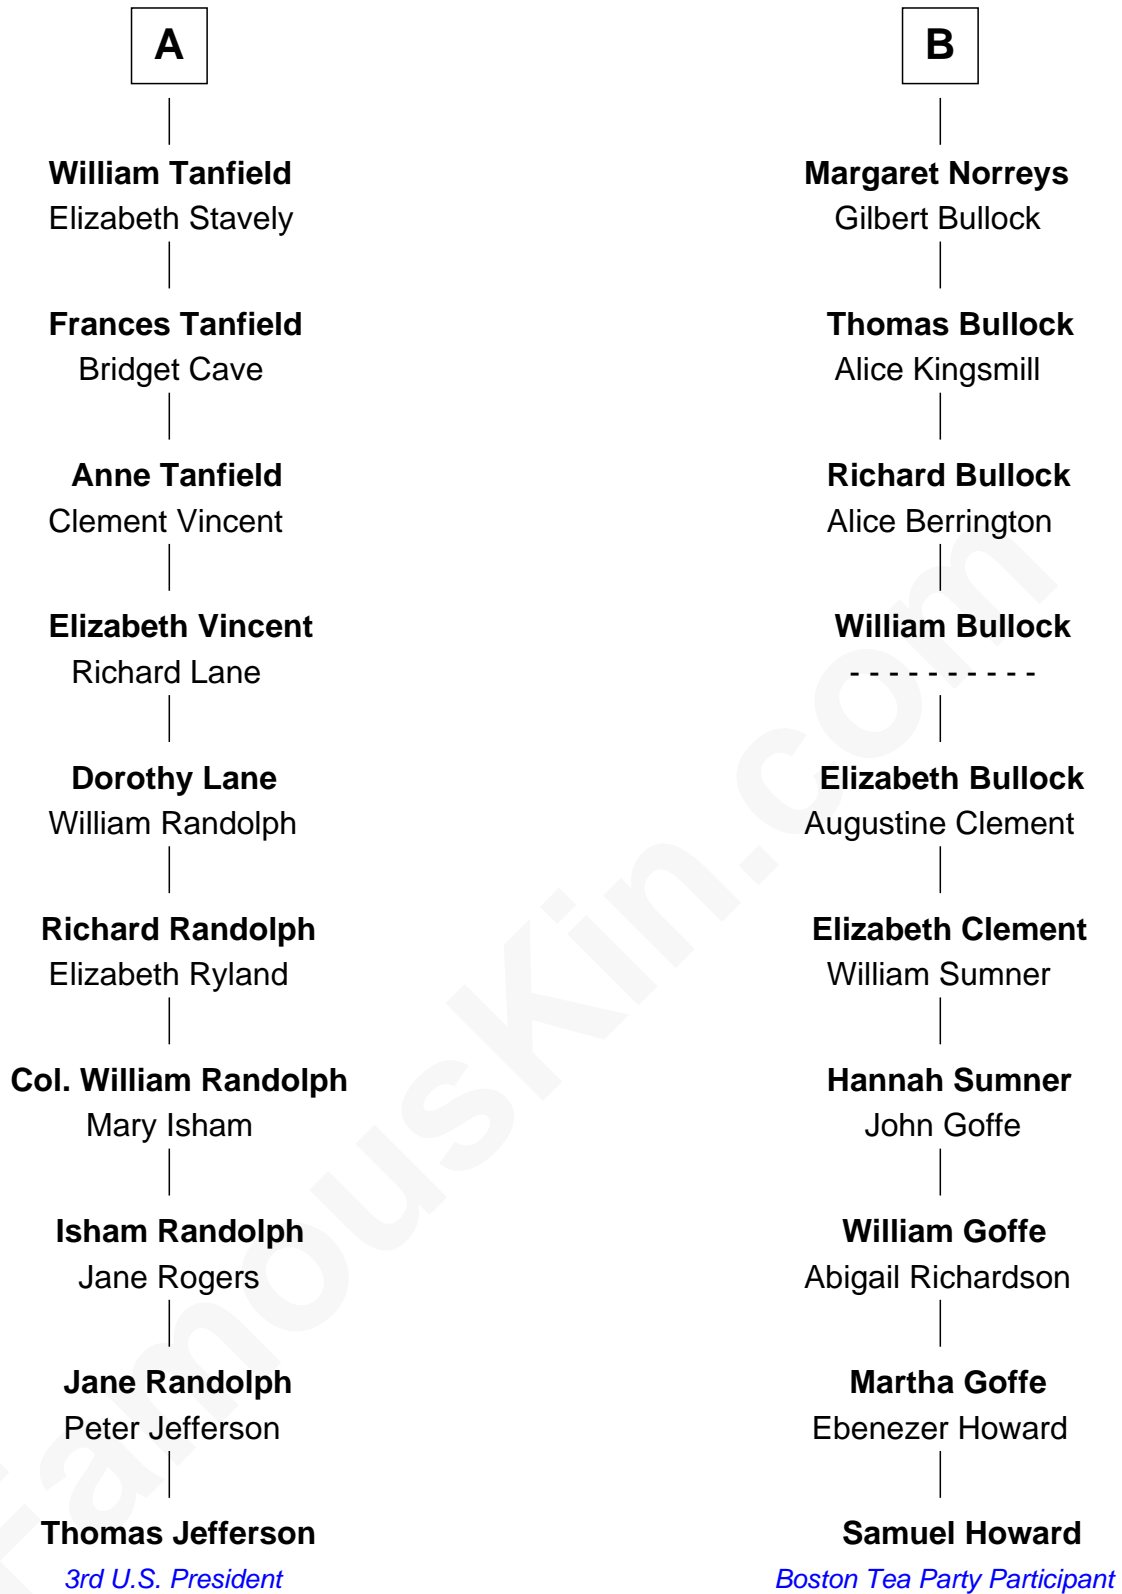 A
William Tanfield
Elizabeth Stavely
Frances Tanfield
Bridget Cave
Anne Tanfield
Clement Vincent
Elizabeth Vincent
Richard Lane
Dorothy Lane
William Randolph
Richard Randolph
Elizabeth Ryland
Col. William Randolph
Mary Isham
Isham Randolph
Jane Rogers
Jane Randolph
Peter Jefferson
Thomas Jefferson
3rd U.S. President
B
Margaret Norreys
Gilbert Bullock
Thomas Bullock
Alice Kingsmill
Richard Bullock
Alice Berrington
William Bullock
- - - - - - - - - -
Elizabeth Bullock
Augustine Clement
Elizabeth Clement
William Sumner
Hannah Sumner
John Goffe
William Goffe
Abigail Richardson
Martha Goffe
Ebenezer Howard
Samuel Howard
Boston Tea Party Participant
FamousKin.com